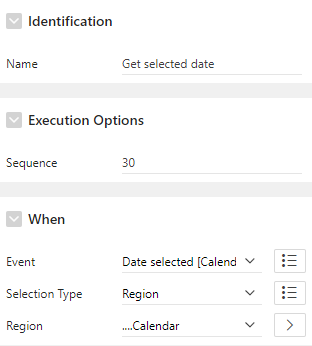 Identification
Name Get selected date
Execution Options
Sequence 30
When
Event Date selected [Calend
Selection Type Region
Region ....Calendar